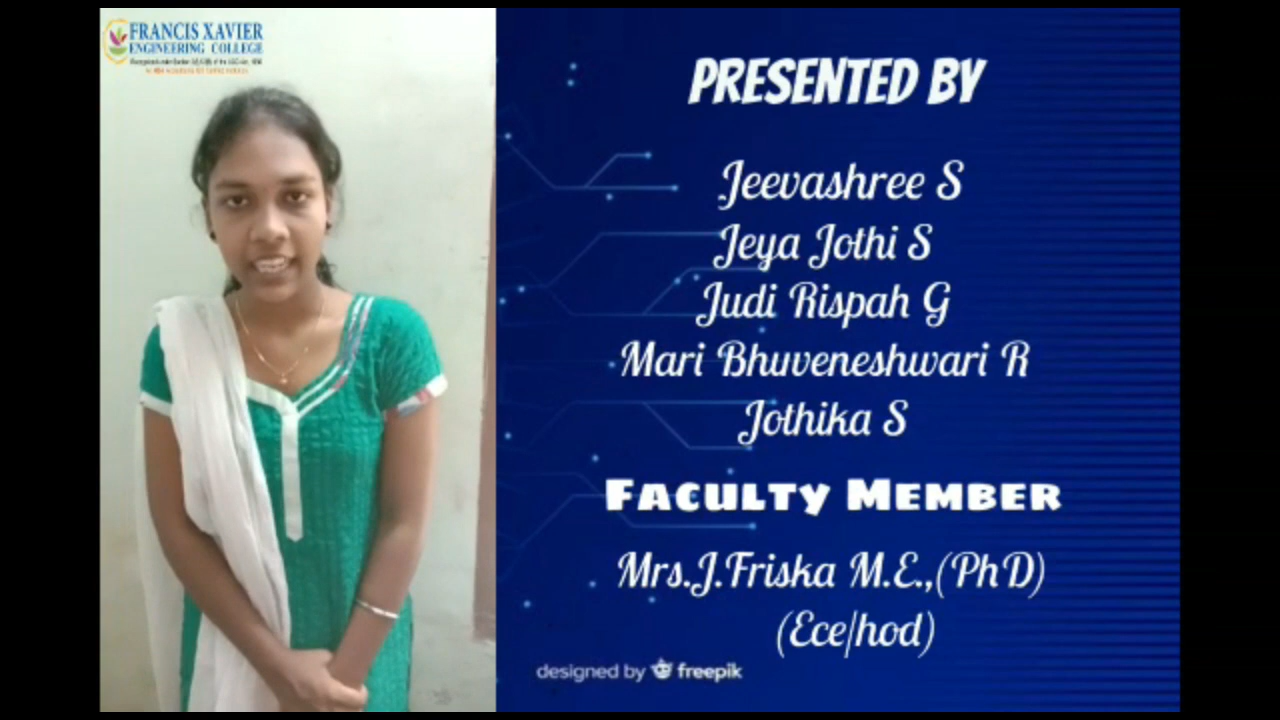 FRANCIS XAVIER
ENGINEERING COLLEGE
PRESENTED BY
Jeevashree S
Jeya Jothi S
Judi Rispah G
Mari Bhuveneshwari R
Jothika S
FACULTY MEMBER
Mrs.J.Friska M.E.,(PhD)
(Ece/hod)
designed by freepik